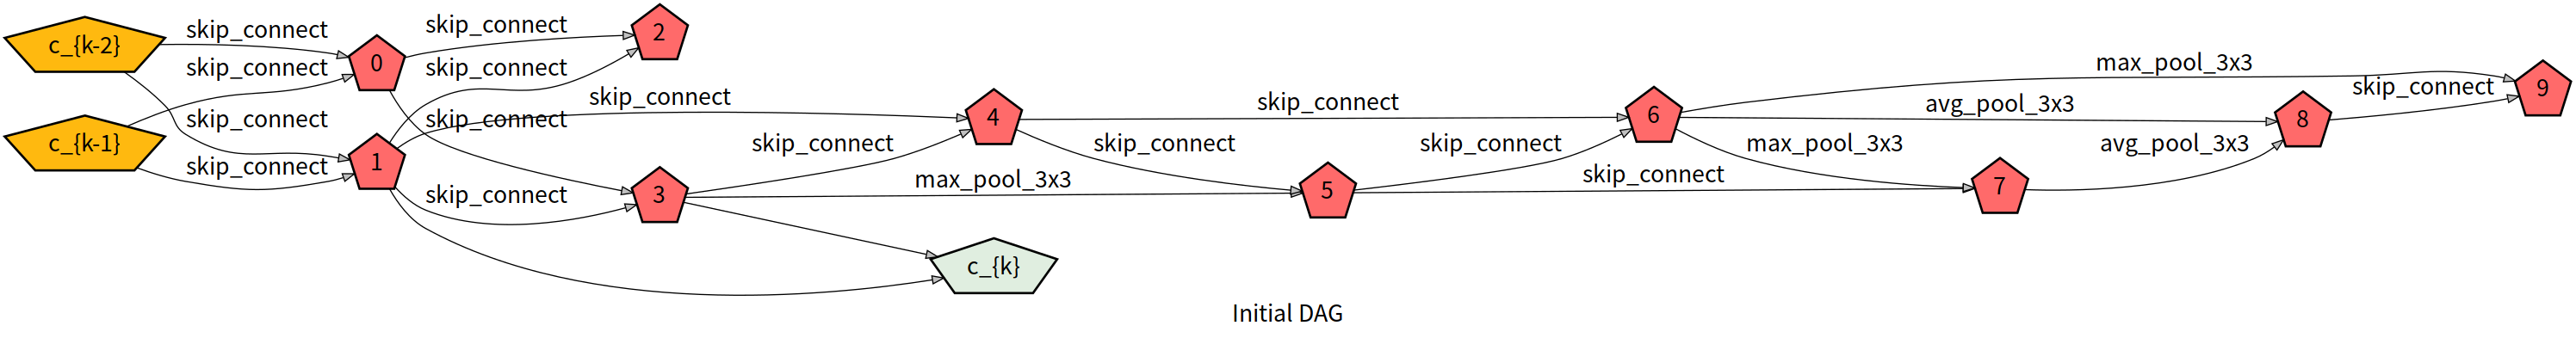 c_{k-2}
skip_connect
skip_connect
2
0
skip_connect
skip_connect
c_{k-1}
skip_connect
skip_connect
1
skip_connect
skip_connect
skip_connect
3
4
skip_connect
max_pool_3x3
c_{k}
skip_connect
skip_connect
5
skip_connect
skip_connect
6
max_pool_3x3
avg_pool_3x3
max_pool_3x3
7
avg_pool_3x3
8
skip_connect
9
Initial DAG